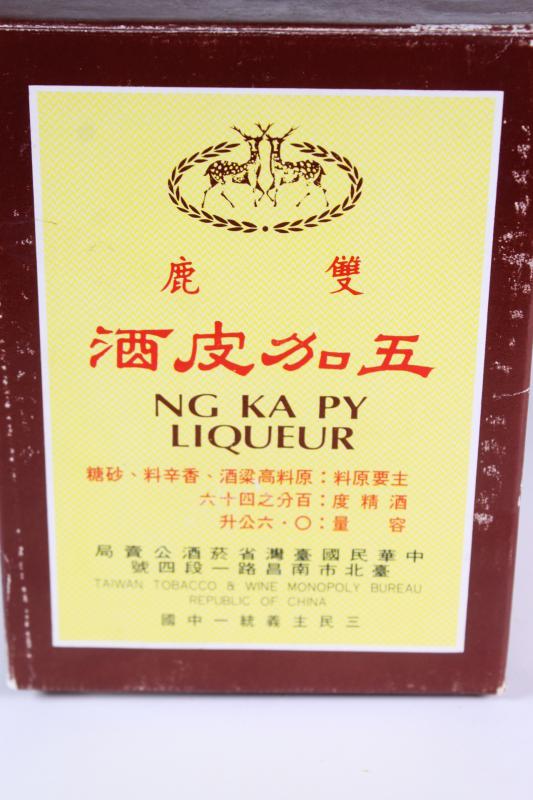 雙鹿
五加皮酒
NG KA PY
LIQUEUR
主要原料：原料高粱酒、香辛料、砂糖
酒精度：百分之四十六
容量：〇・六公升
中華民國臺灣省菸酒公賣局
臺北市南昌路一段四號
TAIWAN TOBACCO & WINE MONOPOLY BUREAU
REPUBLIC OF CHINA
三民主義統一中國